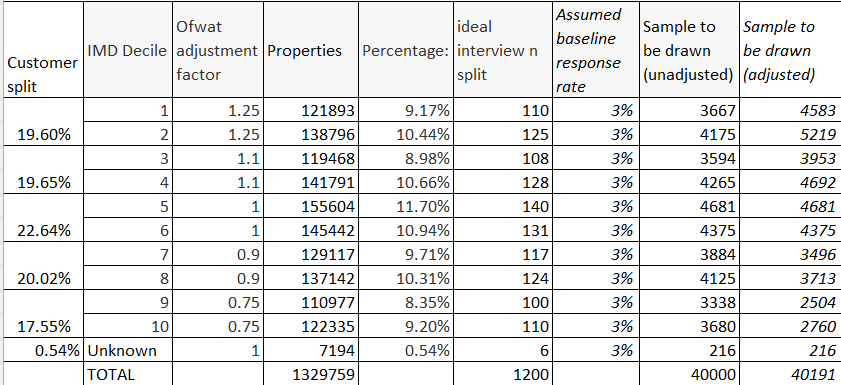 Customer split IMD Decile Ofwat adjustment factor Properties Percentage: ideal interview n split Assumed baseline response rate Sample to be drawn (unadjusted) Sample to be drawn (adjusted)
1 1.25 121893 9.17% 110 3% 3667 4583
19.60% 2 1.25 138796 10.44% 125 3% 4175 5219
3 1.1 119468 8.98% 108 3% 3594 3953
19.65% 4 1.1 141791 10.66% 128 3% 4265 4692
5 1 155604 11.70% 140 3% 4681 4681
22.64% 6 1 145442 10.94% 131 3% 4375 4375
7 0.9 129117 9.71% 117 3% 3884 3496
20.02% 8 0.9 137142 10.31% 124 3% 4125 3713
9 0.75 110977 8.35% 100 3% 3338 2504
17.55% 10 0.75 122335 9.20% 110 3% 3680 2760
0.54% Unknown 1 7194 0.54% 6 3% 216 216
TOTAL 1329759 1200 40000 40191